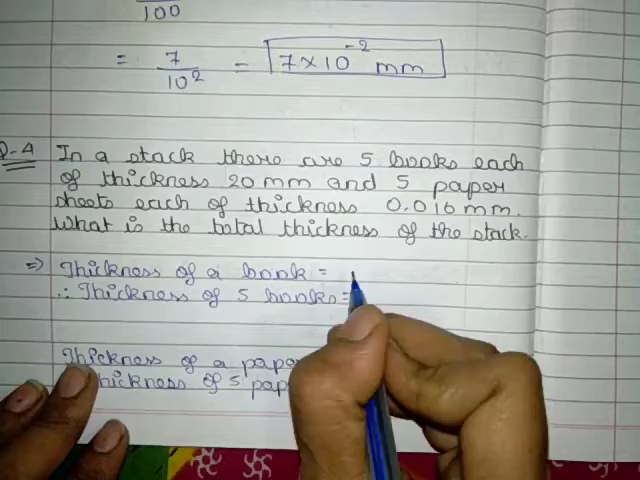 100
= 7/10² = 7×10⁻² mm
Q-4 In a stack there are 5 books each
of thickness 20 mm and 5 paper
sheets each of thickness 0.016 mm.
What is the total thickness of the stack.
⇒ Thickness of a book =
∴ Thickness of 5 books =
Thickness of a pape
hickness of 5 pap